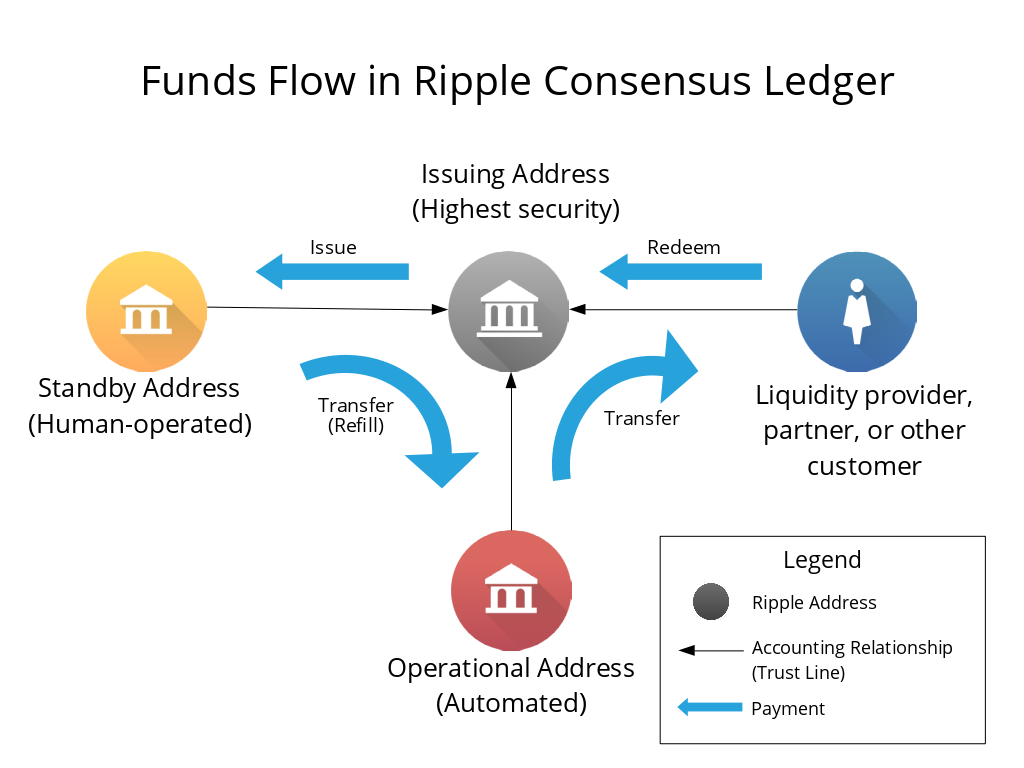 Funds Flow in Ripple Consensus Ledger
Issuing Address
(Highest security)
Issue
Redeem
Standby Address
(Human-operated)
Transfer
(Refill)
Transfer
Liquidity provider,
partner, or other
customer
Operational Address
(Automated)
Legend
Ripple Address
Accounting Relationship
(Trust Line)
Payment